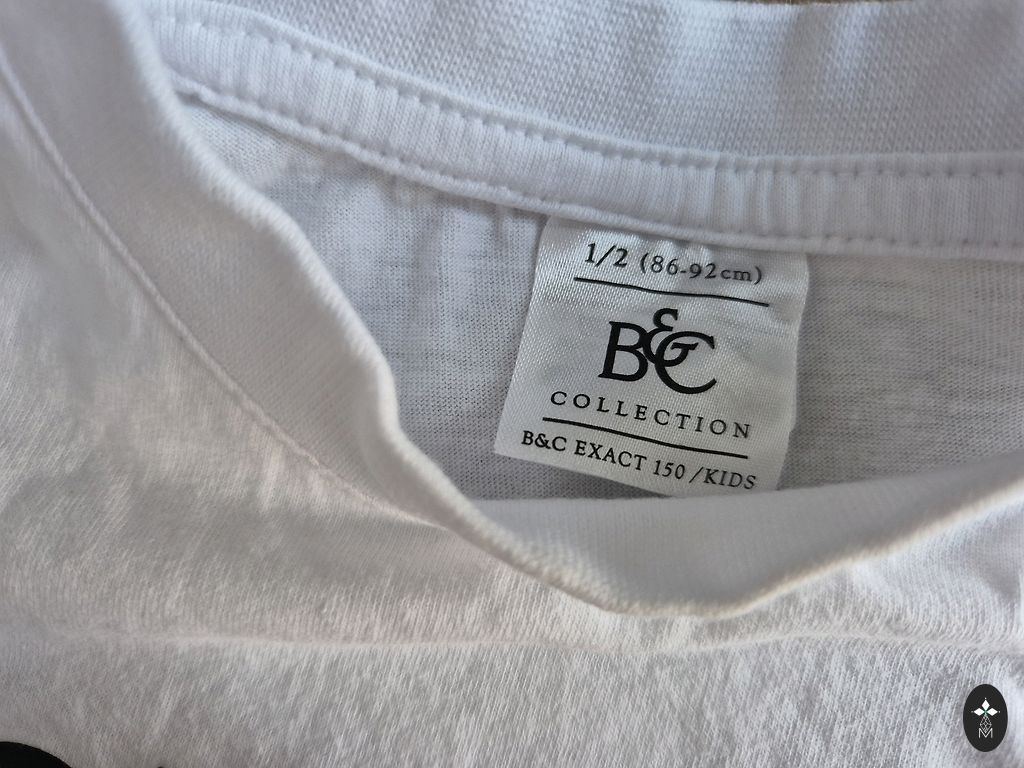 1/2 (86-92cm)
B&C
COLLECTION
B&C EXACT 150 /KIDS
M